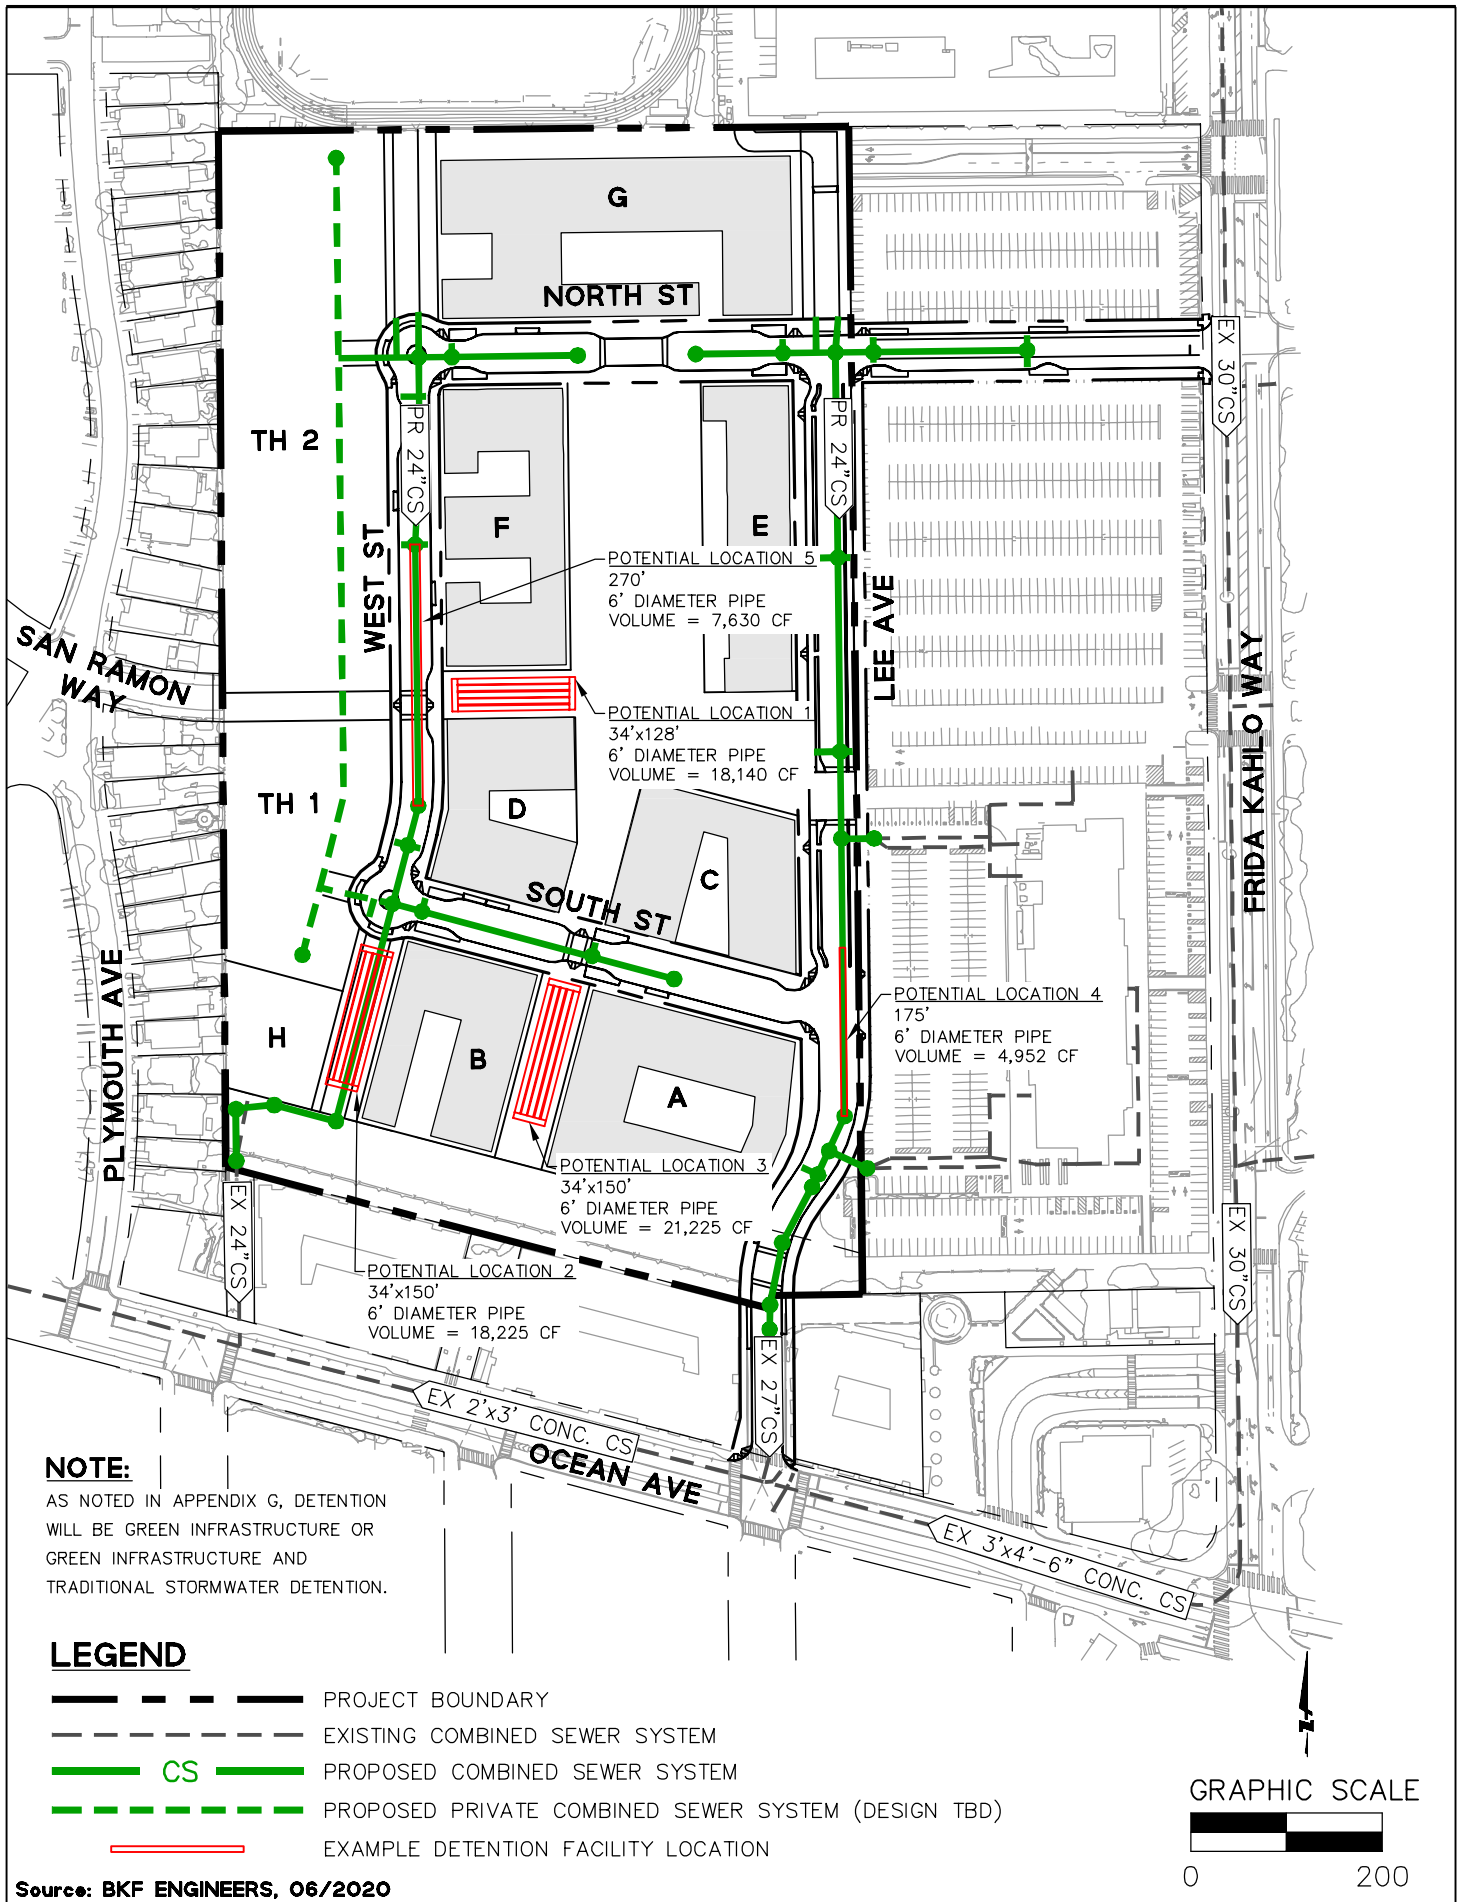 G
NORTH ST
EX 30"CS
TH 2
PR 24"CS
PR 24"CS
F
E
WEST ST
POTENTIAL LOCATION 5
270'
6' DIAMETER PIPE
VOLUME = 7,630 CF
LEE AVE
SAN RAMON
WAY
FRIDA KAHLO WAY
POTENTIAL LOCATION 1
34'x128'
6' DIAMETER PIPE
VOLUME = 18,140 CF
TH 1
D
C
SOUTH ST
PLYMOUTH AVE
POTENTIAL LOCATION 4
175'
6' DIAMETER PIPE
VOLUME = 4,952 CF
H
B
A
POTENTIAL LOCATION 3
34'x150'
6' DIAMETER PIPE
VOLUME = 21,225 CF
EX 24"CS
EX 30"CS
POTENTIAL LOCATION 2
34'x150'
6' DIAMETER PIPE
VOLUME = 18,225 CF
EX 27"CS
EX 2'x3' CONC. CS
OCEAN AVE
EX 3'x4'-6" CONC. CS
NOTE:
AS NOTED IN APPENDIX G, DETENTION
WILL BE GREEN INFRASTRUCTURE OR
GREEN INFRASTRUCTURE AND
TRADITIONAL STORMWATER DETENTION.
LEGEND
PROJECT BOUNDARY
EXISTING COMBINED SEWER SYSTEM
CS PROPOSED COMBINED SEWER SYSTEM
PROPOSED PRIVATE COMBINED SEWER SYSTEM (DESIGN TBD)
EXAMPLE DETENTION FACILITY LOCATION
Z
GRAPHIC SCALE
0 200
Source: BKF ENGINEERS, 06/2020